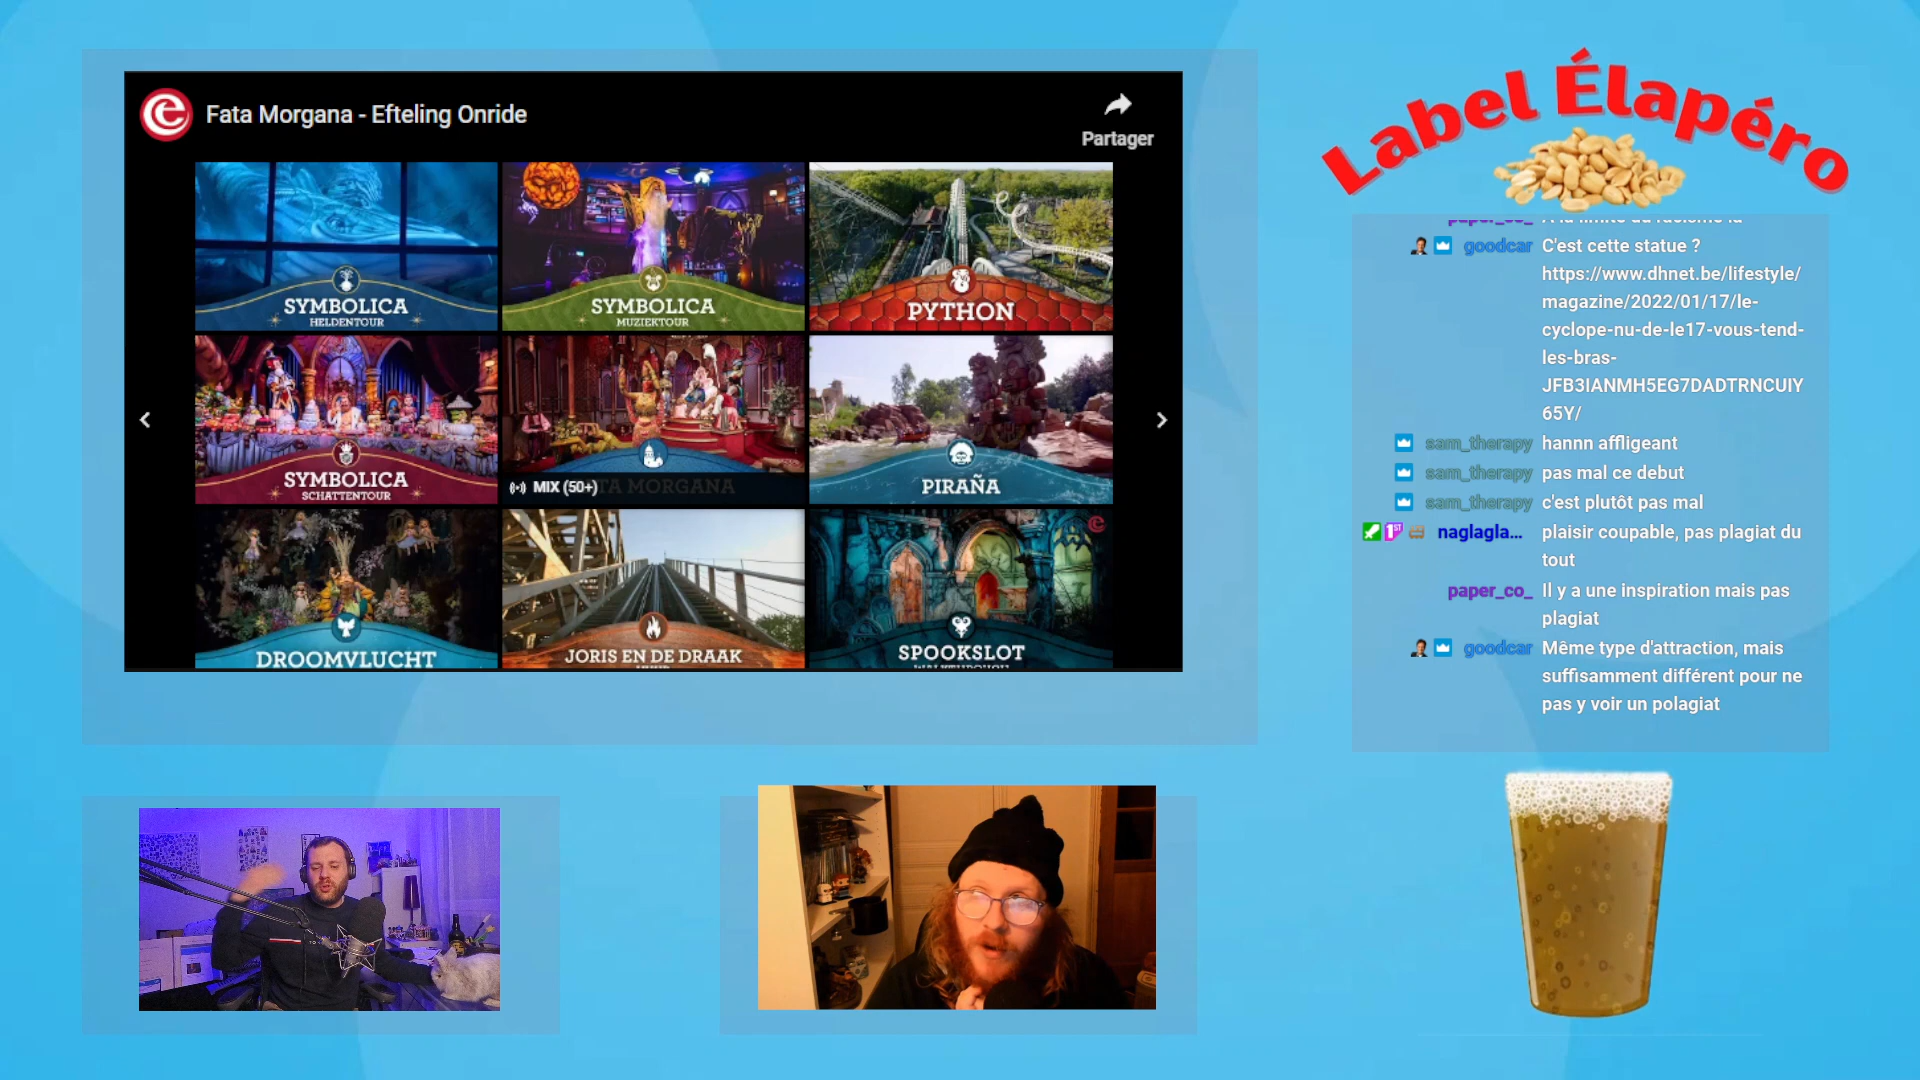 Fata Morgana - Efteling Onride
Partager
SYMBOLICA
HELDENTOUR
SYMBOLICA
MUZIEKTOUR
PYTHON
SYMBOLICA
SCHATTENTOUR
MIX (50+)
TA MORGANA
PIRAÑA
DROOMVLUCHT
JORIS EN DE DRAAK
SPOOKSLOT
Label Élapéro
goodcar C'est cette statue ?
https://www.dhnet.be/lifestyle/
magazine/2022/01/17/le-
cyclope-nu-de-le17-vous-tend-
les-bras-
JFB3IANMH5EG7DADTRNCUIY
65Y/
sam_therapy hannn affligeant
sam_therapy pas mal ce debut
sam_therapy c'est plutôt pas mal
1ST naglagla... plaisir coupable, pas plagiat du
tout
paper_co_ Il y a une inspiration mais pas
plagiat
goodcar Même type d'attraction, mais
suffisamment différent pour ne
pas y voir un polagiat